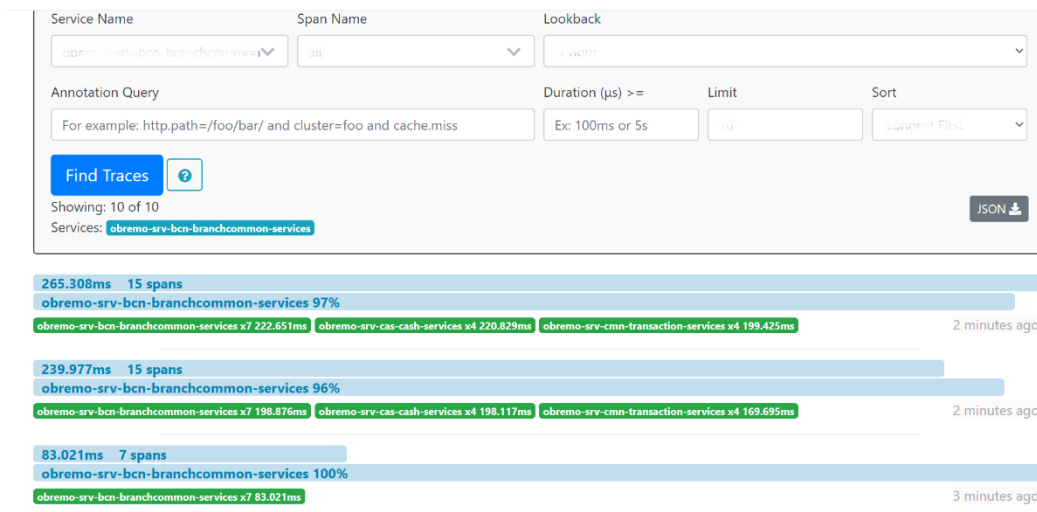 Service Name Span Name Lookback
all 1 hour
Annotation Query Duration (μs) >= Limit Sort
For example: http.path=/foo/bar/ and cluster=foo and cache.miss Ex: 100ms or 5s 10 Longest First
Find Traces
Showing: 10 of 10
JSON
Services: obremo-srv-bcn-branchcommon-services
265.308ms 15 spans
obremo-srv-bcn-branchcommon-services 97%
obremo-srv-bcn-branchcommon-services x7 222.651ms obremo-srv-cas-cash-services x4 220.829ms obremo-srv-cmn-transaction-services x4 199.425ms 2 minutes ago
239.977ms 15 spans
obremo-srv-bcn-branchcommon-services 96%
obremo-srv-bcn-branchcommon-services x7 198.876ms obremo-srv-cas-cash-services x4 198.117ms obremo-srv-cmn-transaction-services x4 169.695ms 2 minutes ago
83.021ms 7 spans
obremo-srv-bcn-branchcommon-services 100%
obremo-srv-bcn-branchcommon-services x7 83.021ms 3 minutes ago